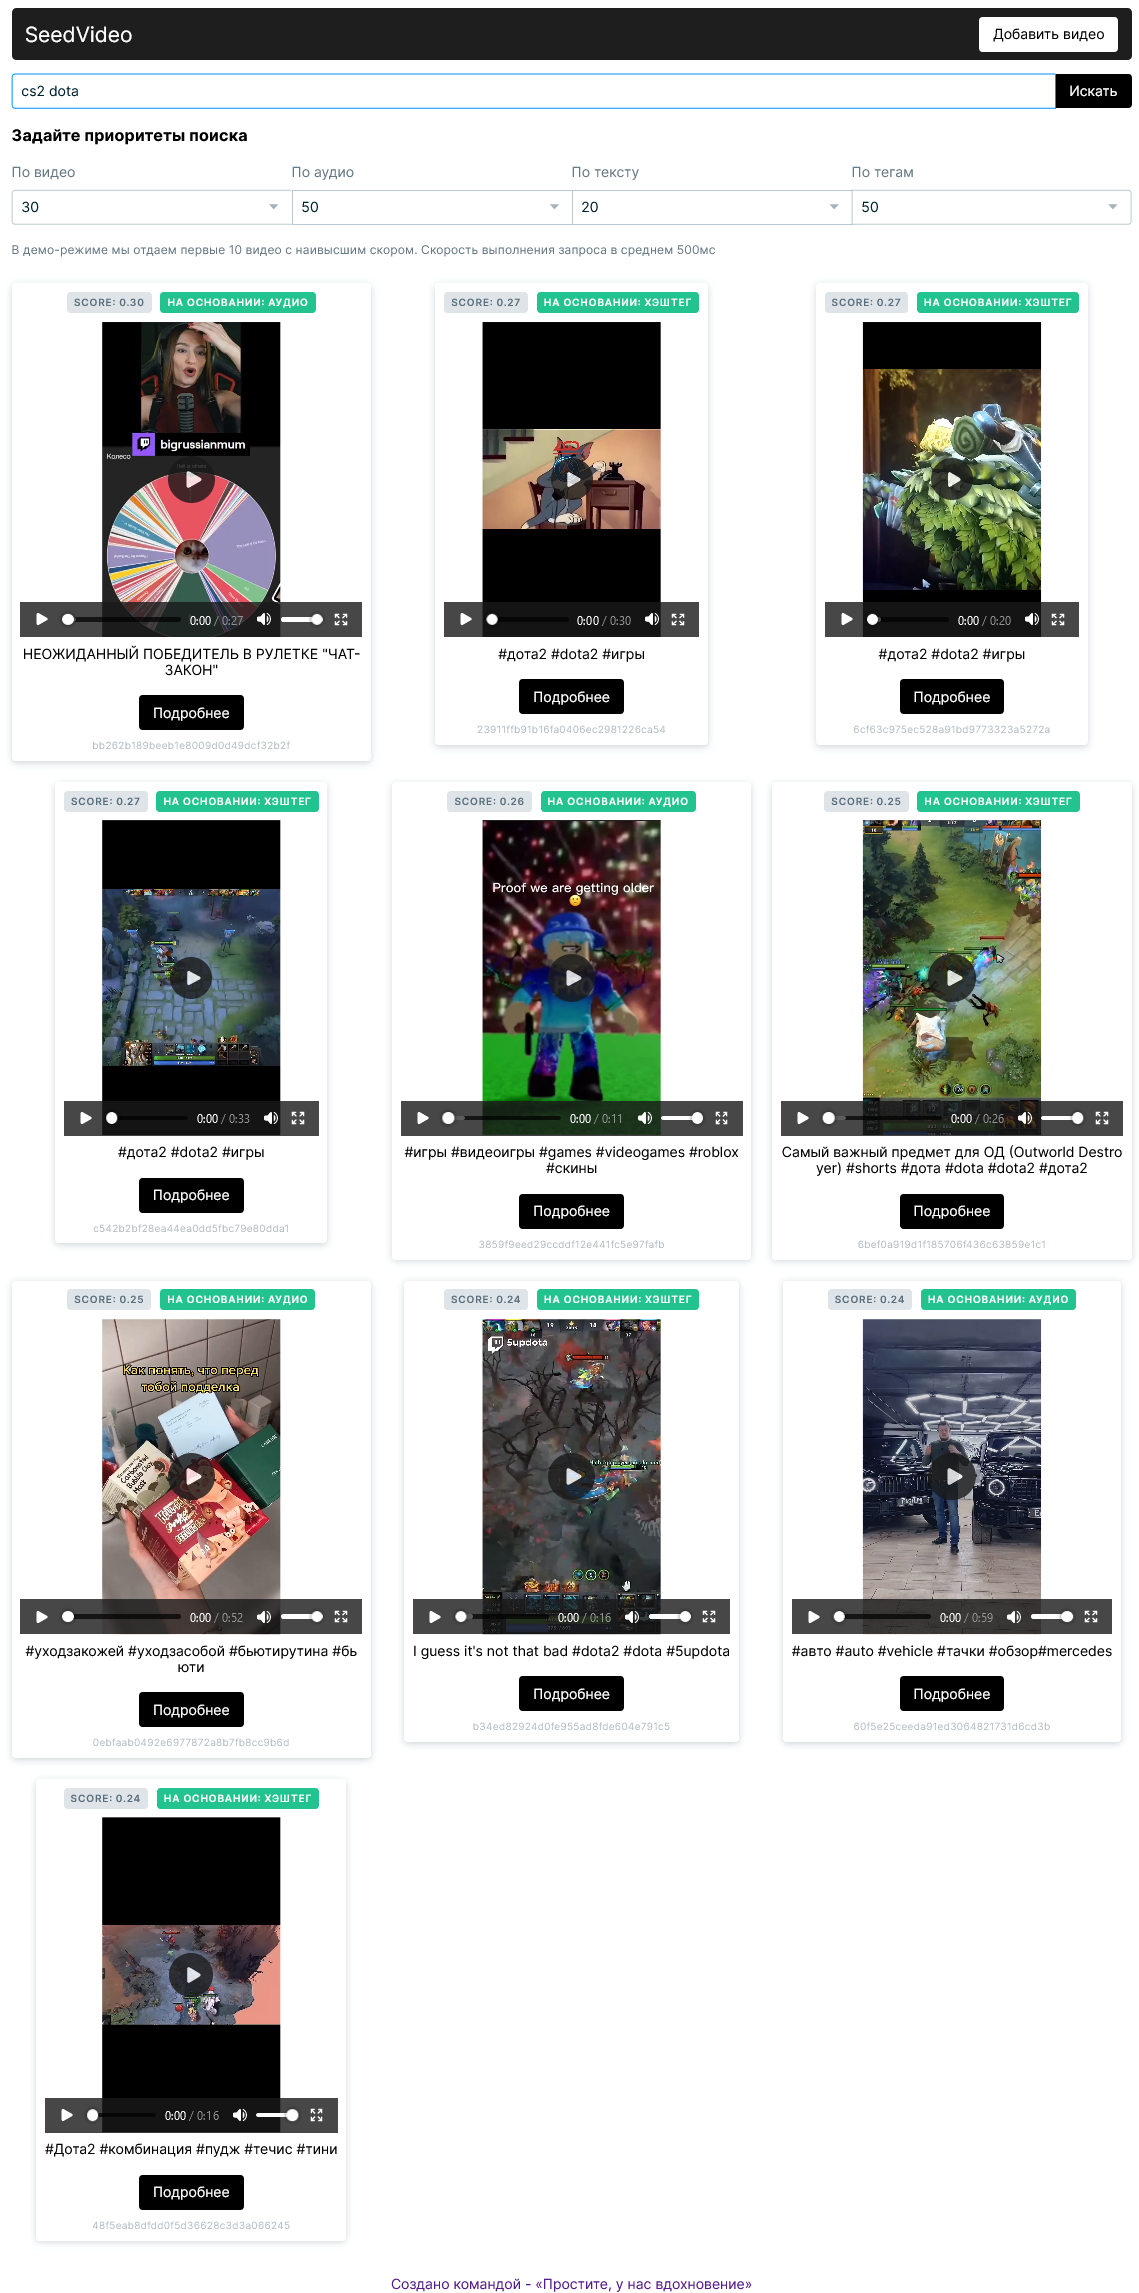 SeedVideo
Добавить видео
cs2 dota
Искать
Задайте приоритеты поиска
По видео
По аудио
По тексту
По тегам
30
50
20
50
В демо-режиме мы отдаем первые 10 видео с наивысшим скором. Скорость выполнения запроса в среднем 500мс
SCORE: 0.30
НА ОСНОВАНИИ: АУДИО
bigrussianmum
Колесо
0:00 / 0:27
НЕОЖИДАННЫЙ ПОБЕДИТЕЛЬ В РУЛЕТКЕ "ЧАТ-
ЗАКОН"
Подробнее
bb262b189beeb1e8009d0d49dcf32b2f
SCORE: 0.27
НА ОСНОВАНИИ: ХЭШТЕГ
0:00 / 0:30
#дота2 #dota2 #игры
Подробнее
23911ffb91b16fa0406ec2981226ca54
SCORE: 0.27
НА ОСНОВАНИИ: ХЭШТЕГ
0:00 / 0:20
#дота2 #dota2 #игры
Подробнее
6cf63c975ec528a91bd9773323a5272a
SCORE: 0.27
НА ОСНОВАНИИ: ХЭШТЕГ
0:00 / 0:33
#дота2 #dota2 #игры
Подробнее
c542b2bf28ea44ea0dd5fbc79e80dda1
SCORE: 0.26
НА ОСНОВАНИИ: АУДИО
Proof we are getting older
0:00 / 0:11
#игры #видеоигры #games #videogames #roblox
#скины
Подробнее
3859f9eed29ccddf12e441fc5e97fafb
SCORE: 0.25
НА ОСНОВАНИИ: ХЭШТЕГ
0:00 / 0:26
Самый важный предмет для ОД (Outworld Destro
yer) #shorts #дота #dota #dota2 #дота2
Подробнее
6bef0a919d1f185706f436c63859e1c1
SCORE: 0.25
НА ОСНОВАНИИ: АУДИО
Как понять, что перед
тобой подделка
0:00 / 0:52
#уходзакожей #уходзасобой #бьютирутина #бь
юти
Подробнее
0ebfaab0492e6977872a8b7fb8cc9b6d
SCORE: 0.24
НА ОСНОВАНИИ: ХЭШТЕГ
5updota
0:00 / 0:16
I guess it's not that bad #dota2 #dota #5updota
Подробнее
b34ed82924d0fe955ad8fde604e791c5
SCORE: 0.24
НА ОСНОВАНИИ: АУДИО
0:00 / 0:59
#авто #auto #vehicle #тачки #обзор#mercedes
Подробнее
60f5e25ceeda91ed3064821731d6cd3b
SCORE: 0.24
НА ОСНОВАНИИ: ХЭШТЕГ
0:00 / 0:16
#Дота2 #комбинация #пудж #течис #тини
Подробнее
48f5eab8dfdd0f5d36628c3d3a066245
Создано командой - «Простите, у нас вдохновение»